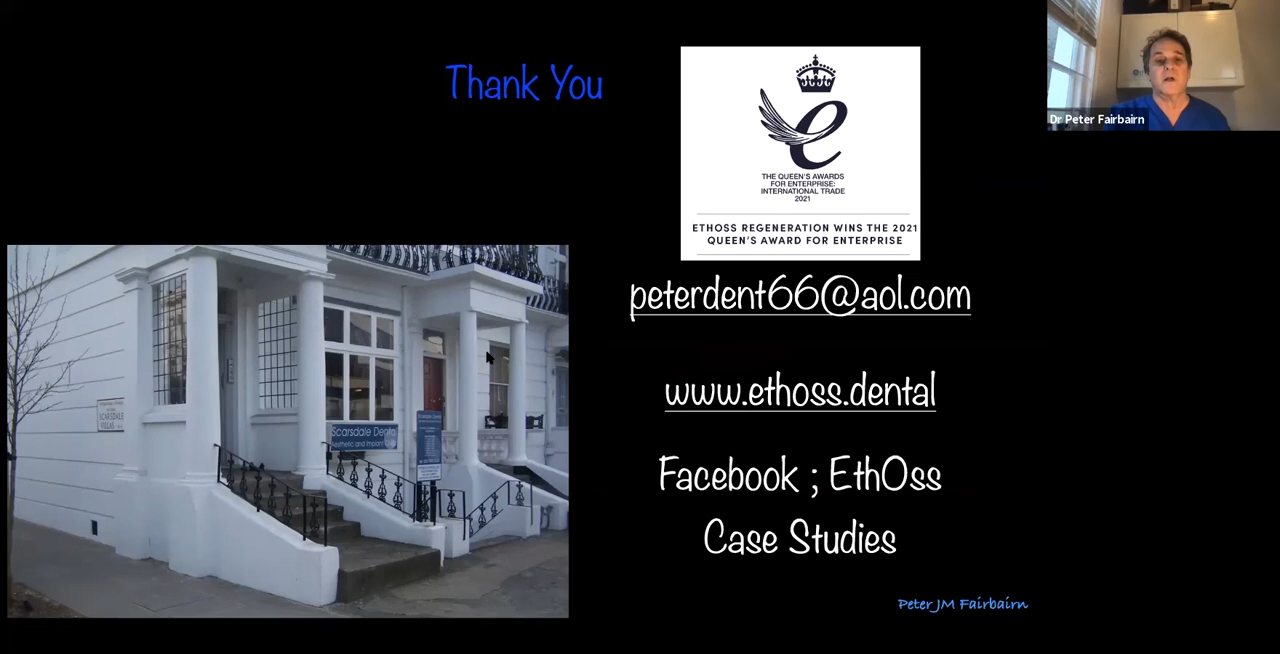 Thank You
THE QUEEN'S AWARDS
FOR ENTERPRISE:
INTERNATIONAL TRADE
2021
ETHOSS REGENERATION WINS THE 2021
QUEEN'S AWARD FOR ENTERPRISE
Dr Peter Fairbairn
peterdent66@aol.com
www.ethoss.dental
Facebook ; EthOss
Case Studies
SCARSDALE
VILLAS
Scarsdale Dental
Aesthetic and Implant
Peter JM Fairbairn